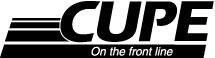 CUPE
On the front line